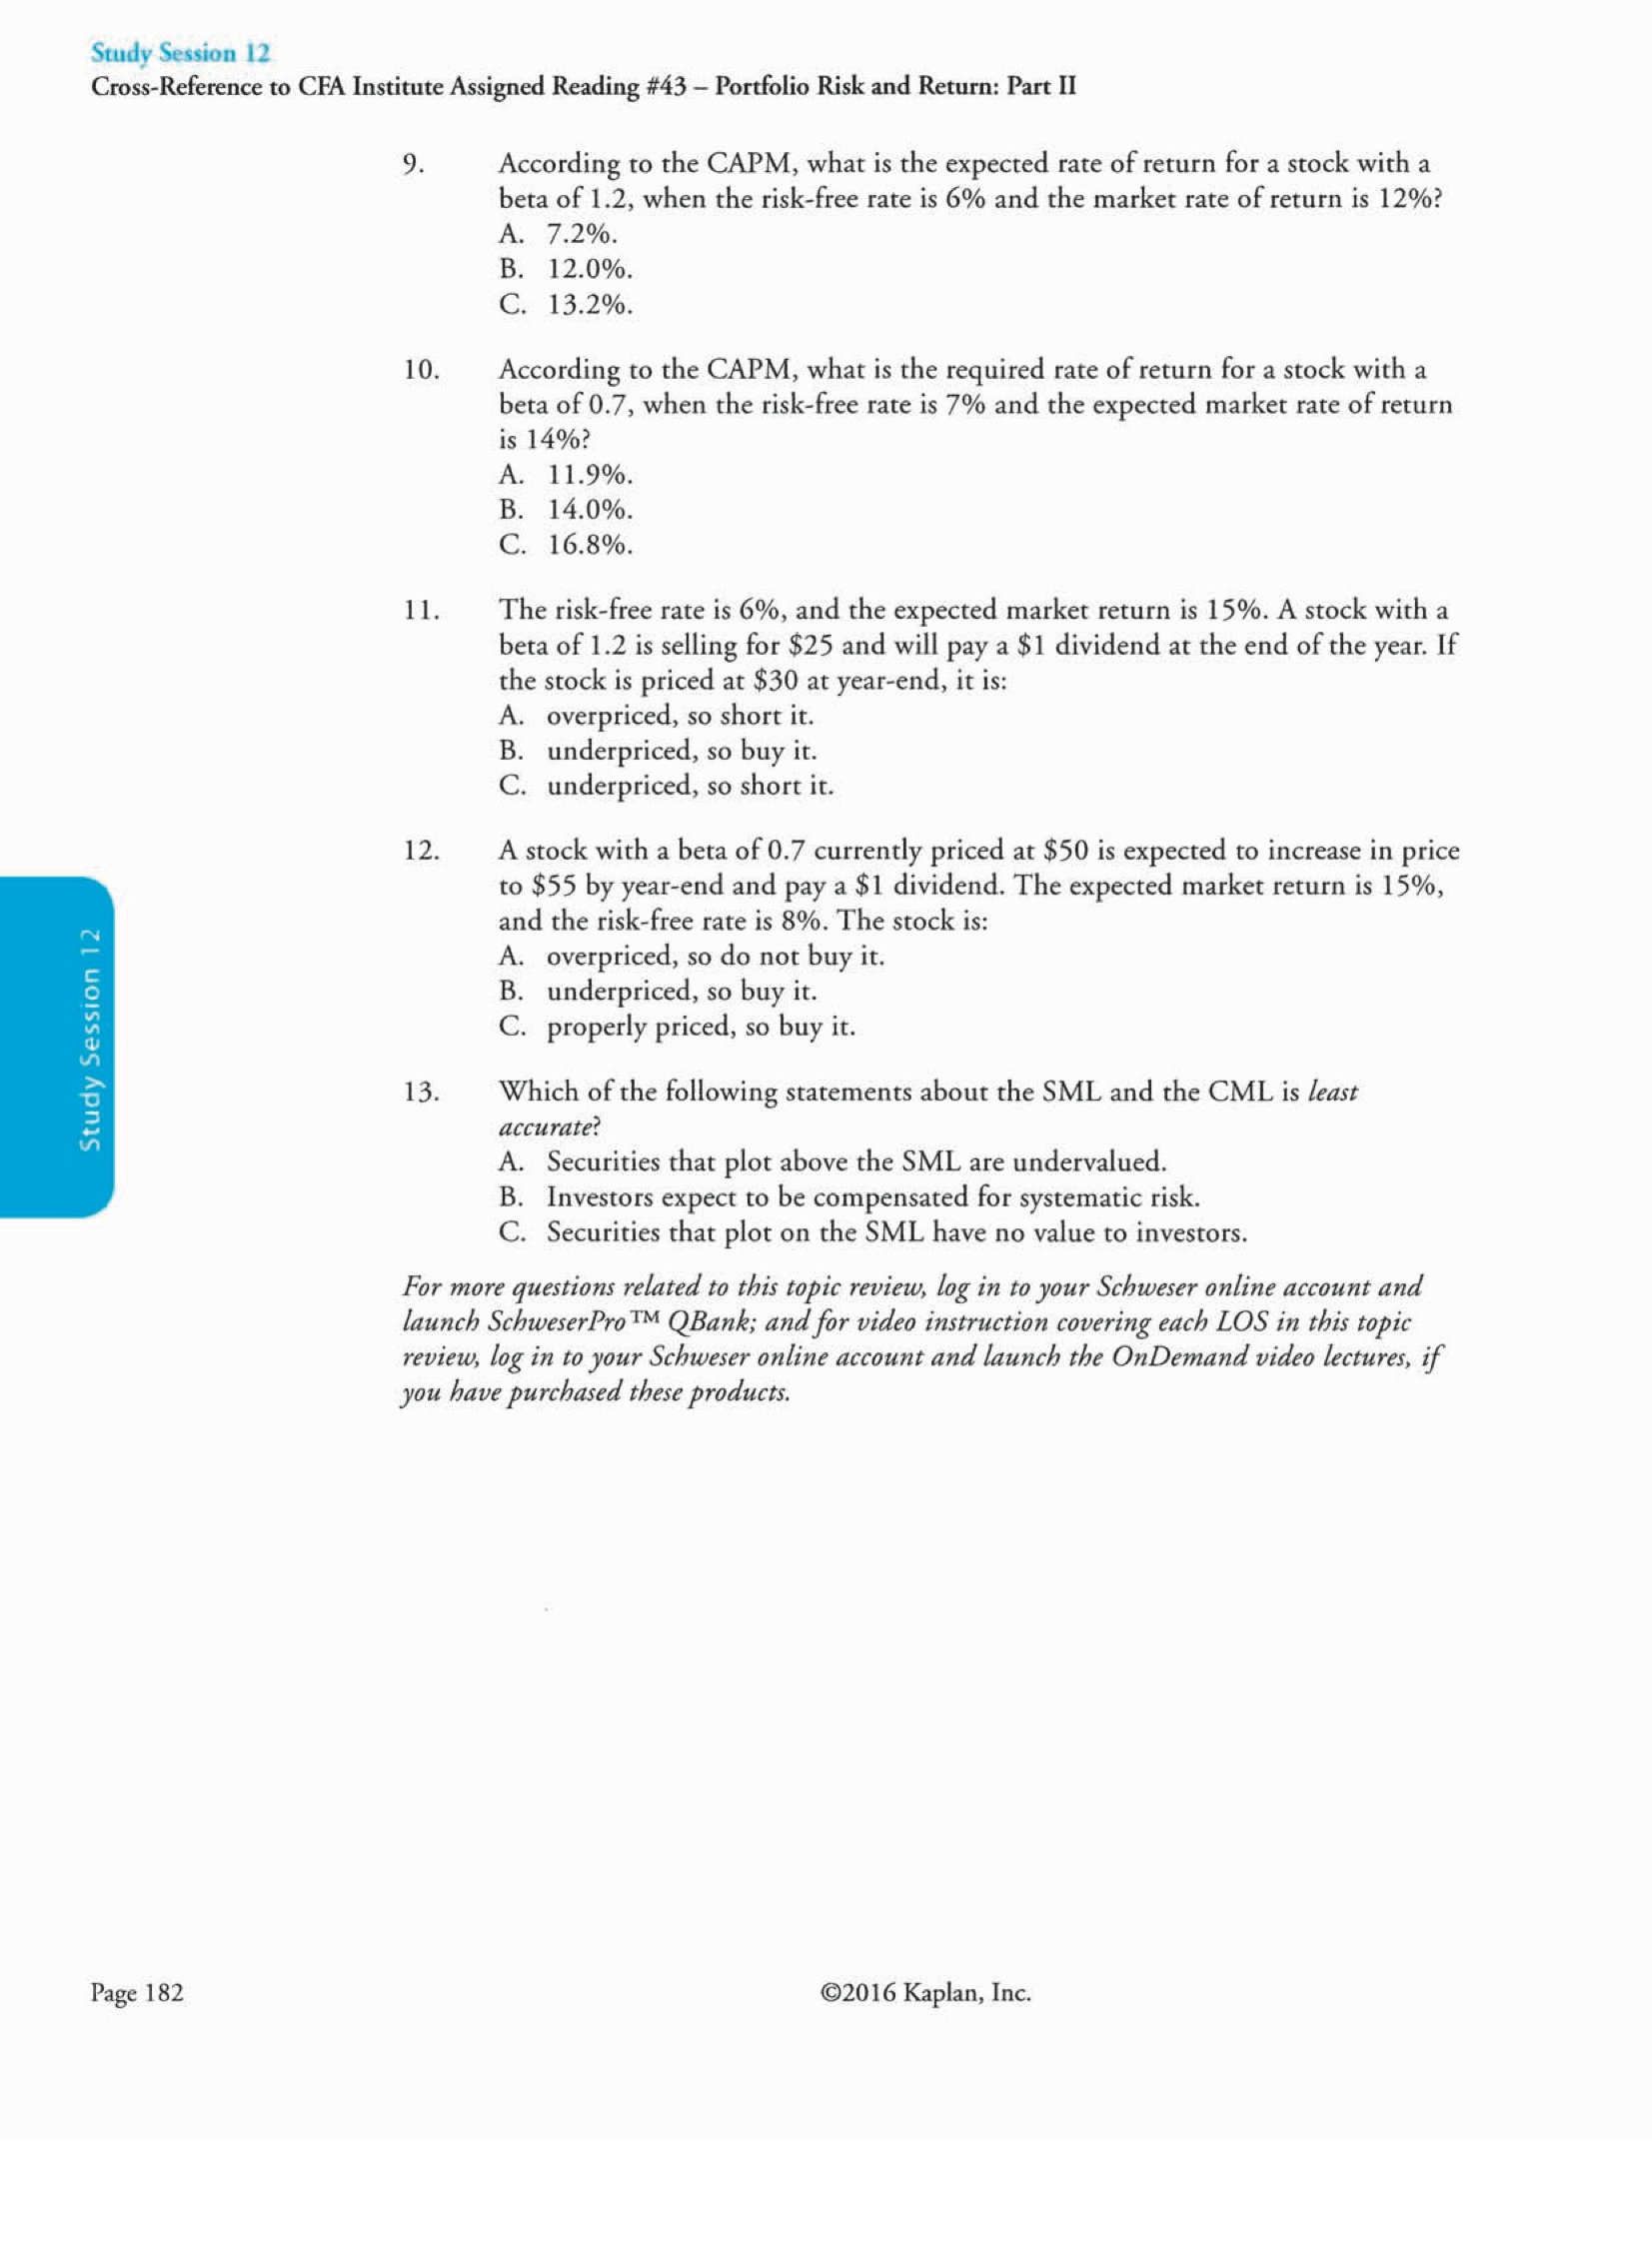 Study Session 12
Cross-Reference to CFA Institute Assigned Reading #43 – Portfolio Risk and Return: Part II
9. According to the CAPM, what is the expected rate of return for a stock with a
beta of 1.2, when the risk-free rate is 6% and the market rate of return is 12%?
A. 7.2%.
B. 12.0%.
C. 13.2%.
10. According to the CAPM, what is the required rate of return for a stock with a
beta of 0.7, when the risk-free rate is 7% and the expected market rate of return
is 14%?
A. 11.9%.
B. 14.0%.
C. 16.8%.
11. The risk-free rate is 6%, and the expected market return is 15%. A stock with a
beta of 1.2 is selling for $25 and will pay a $1 dividend at the end of the year. If
the stock is priced at $30 at year-end, it is:
A. overpriced, so short it.
B. underpriced, so buy it.
C. underpriced, so short it.
12. A stock with a beta of 0.7 currently priced at $50 is expected to increase in price
to $55 by year-end and pay a $1 dividend. The expected market return is 15%,
and the risk-free rate is 8%. The stock is:
A. overpriced, so do not buy it.
B. underpriced, so buy it.
C. properly priced, so buy it.
Study Session 12
13. Which of the following statements about the SML and the CML is least
accurate?
A. Securities that plot above the SML are undervalued.
B. Investors expect to be compensated for systematic risk.
C. Securities that plot on the SML have no value to investors.
For more questions related to this topic review, log in to your Schweser online account and
launch SchweserPro™ QBank; and for video instruction covering each LOS in this topic
review, log in to your Schweser online account and launch the OnDemand video lectures, if
you have purchased these products.
Page 182
©2016 Kaplan, Inc.